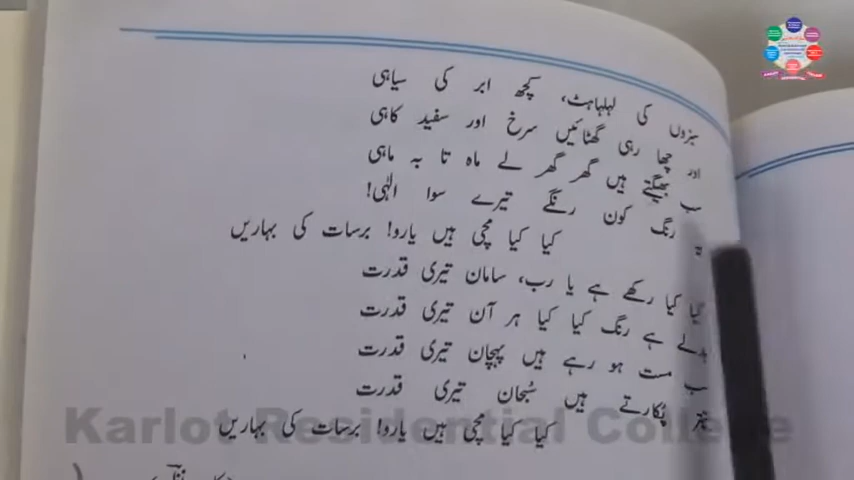 سبزوں کی لہلہاہٹ، کچھ ابر کی سیاہی
اور چھا رہی گھٹائیں سرخ اور سفید کاہی
سب بھیگتے ہیں گھر گھر لے ماہ تا بہ ماہی
یہ رنگ کون رنگے تیرے سوا الٰہی!
کیا کیا مچی ہیں یارو! برسات کی بہاریں
کیا کیا رکھے ہے یا رب، سامان تیری قدرت
بدلے ہے رنگ کیا کیا ہر آن تیری قدرت
سب مست ہو رہے ہیں پہچان تیری قدرت
تیتر پکارتے ہیں سُبحان تیری قدرت
کیا کیا مچی ہیں یارو! برسات کی بہاریں
Karlot Residential College